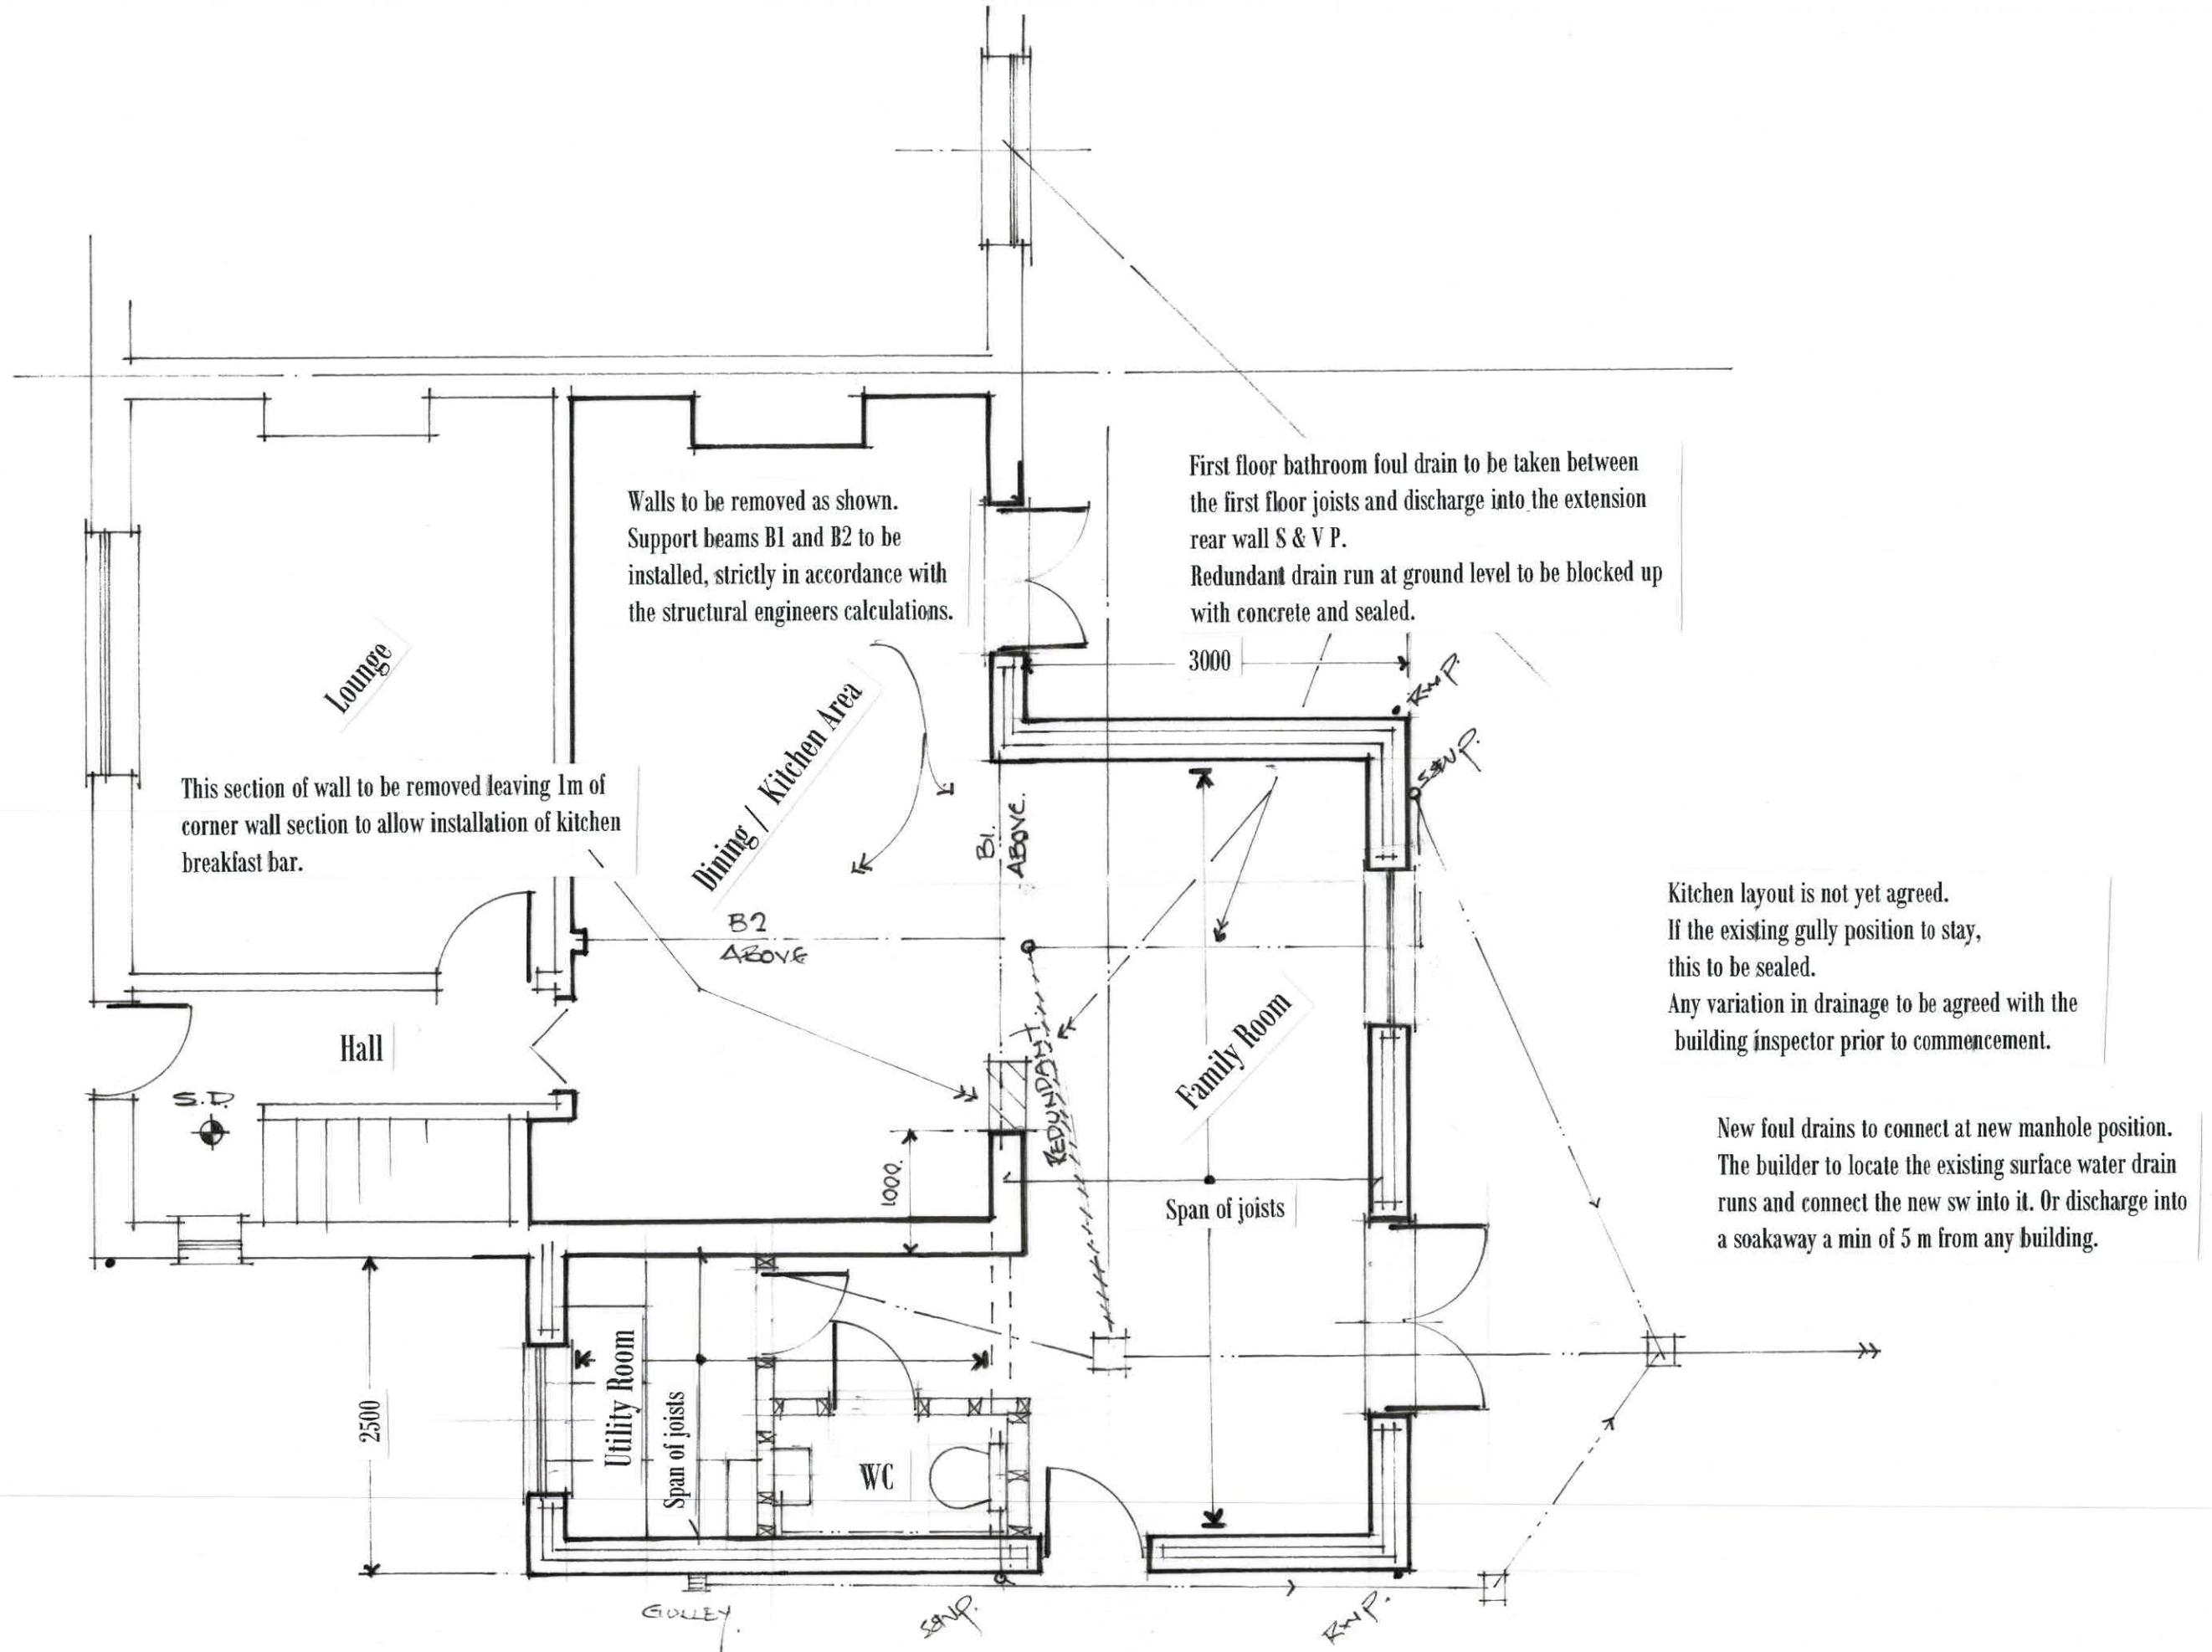 First floor bathroom foul drain to be taken between
the first floor joists and discharge into the extension
rear wall S & V P.
Redundant drain run at ground level to be blocked up
with concrete and sealed.
Walls to be removed as shown.
Support beams B1 and B2 to be
installed, strictly in accordance with
the structural engineers calculations.
3000
R.W.P.
Lounge
Dining / Kitchen Area
S&VP.
This section of wall to be removed leaving 1m of
corner wall section to allow installation of kitchen
breakfast bar.
B1.
ABOVE.
B2
ABOVE
Kitchen layout is not yet agreed.
If the existing gully position to stay,
this to be sealed.
Any variation in drainage to be agreed with the
building inspector prior to commencement.
Hall
S.D.
REDUNDANT
Family Room
1000.
Span of joists
New foul drains to connect at new manhole position.
The builder to locate the existing surface water drain
runs and connect the new sw into it. Or discharge into
a soakaway a min of 5 m from any building.
2500
Utility Room
Span of joists
WC
GULLEY.
S&VP.
RWP.